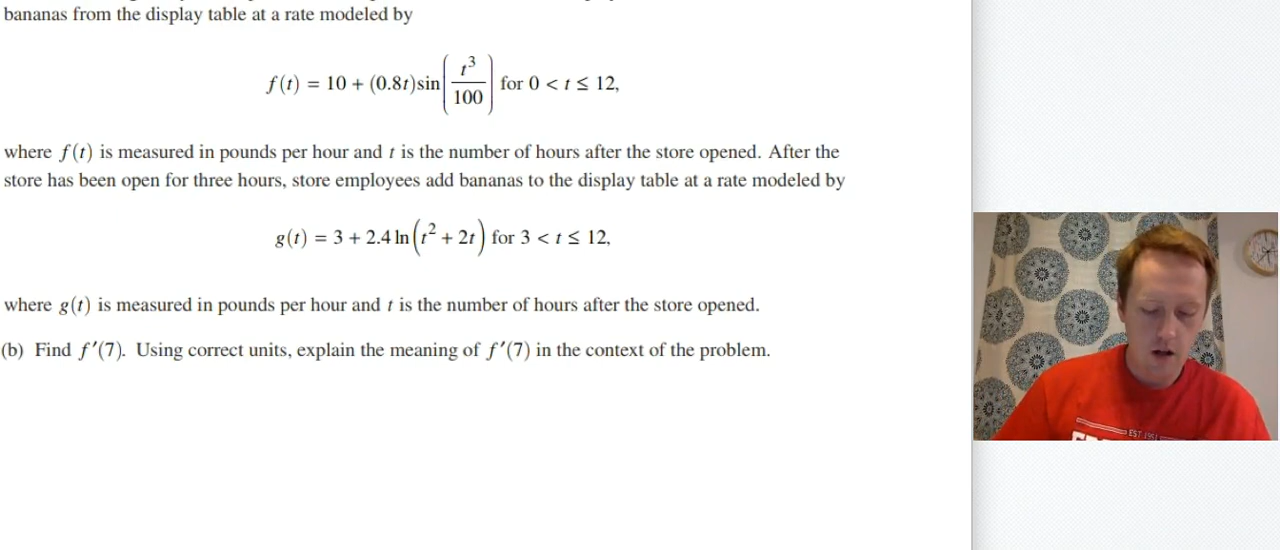 bananas from the display table at a rate modeled by
f(t) = 10 + (0.8t)sin(t³/100) for 0 < t ≤ 12,
where f(t) is measured in pounds per hour and t is the number of hours after the store opened. After the
store has been open for three hours, store employees add bananas to the display table at a rate modeled by
g(t) = 3 + 2.4 ln(t² + 2t) for 3 < t ≤ 12,
where g(t) is measured in pounds per hour and t is the number of hours after the store opened.
(b) Find f′(7). Using correct units, explain the meaning of f′(7) in the context of the problem.
EST 1951